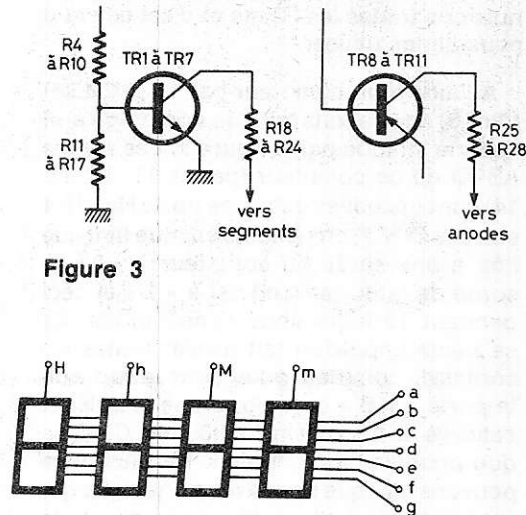 R4
à R10
TR1 à TR7
R11
à R17
R18
à R24
vers
segments
TR8 à TR11
R25
à R28
vers
anodes
Figure 3
H
h
M
m
a
b
c
d
e
f
g